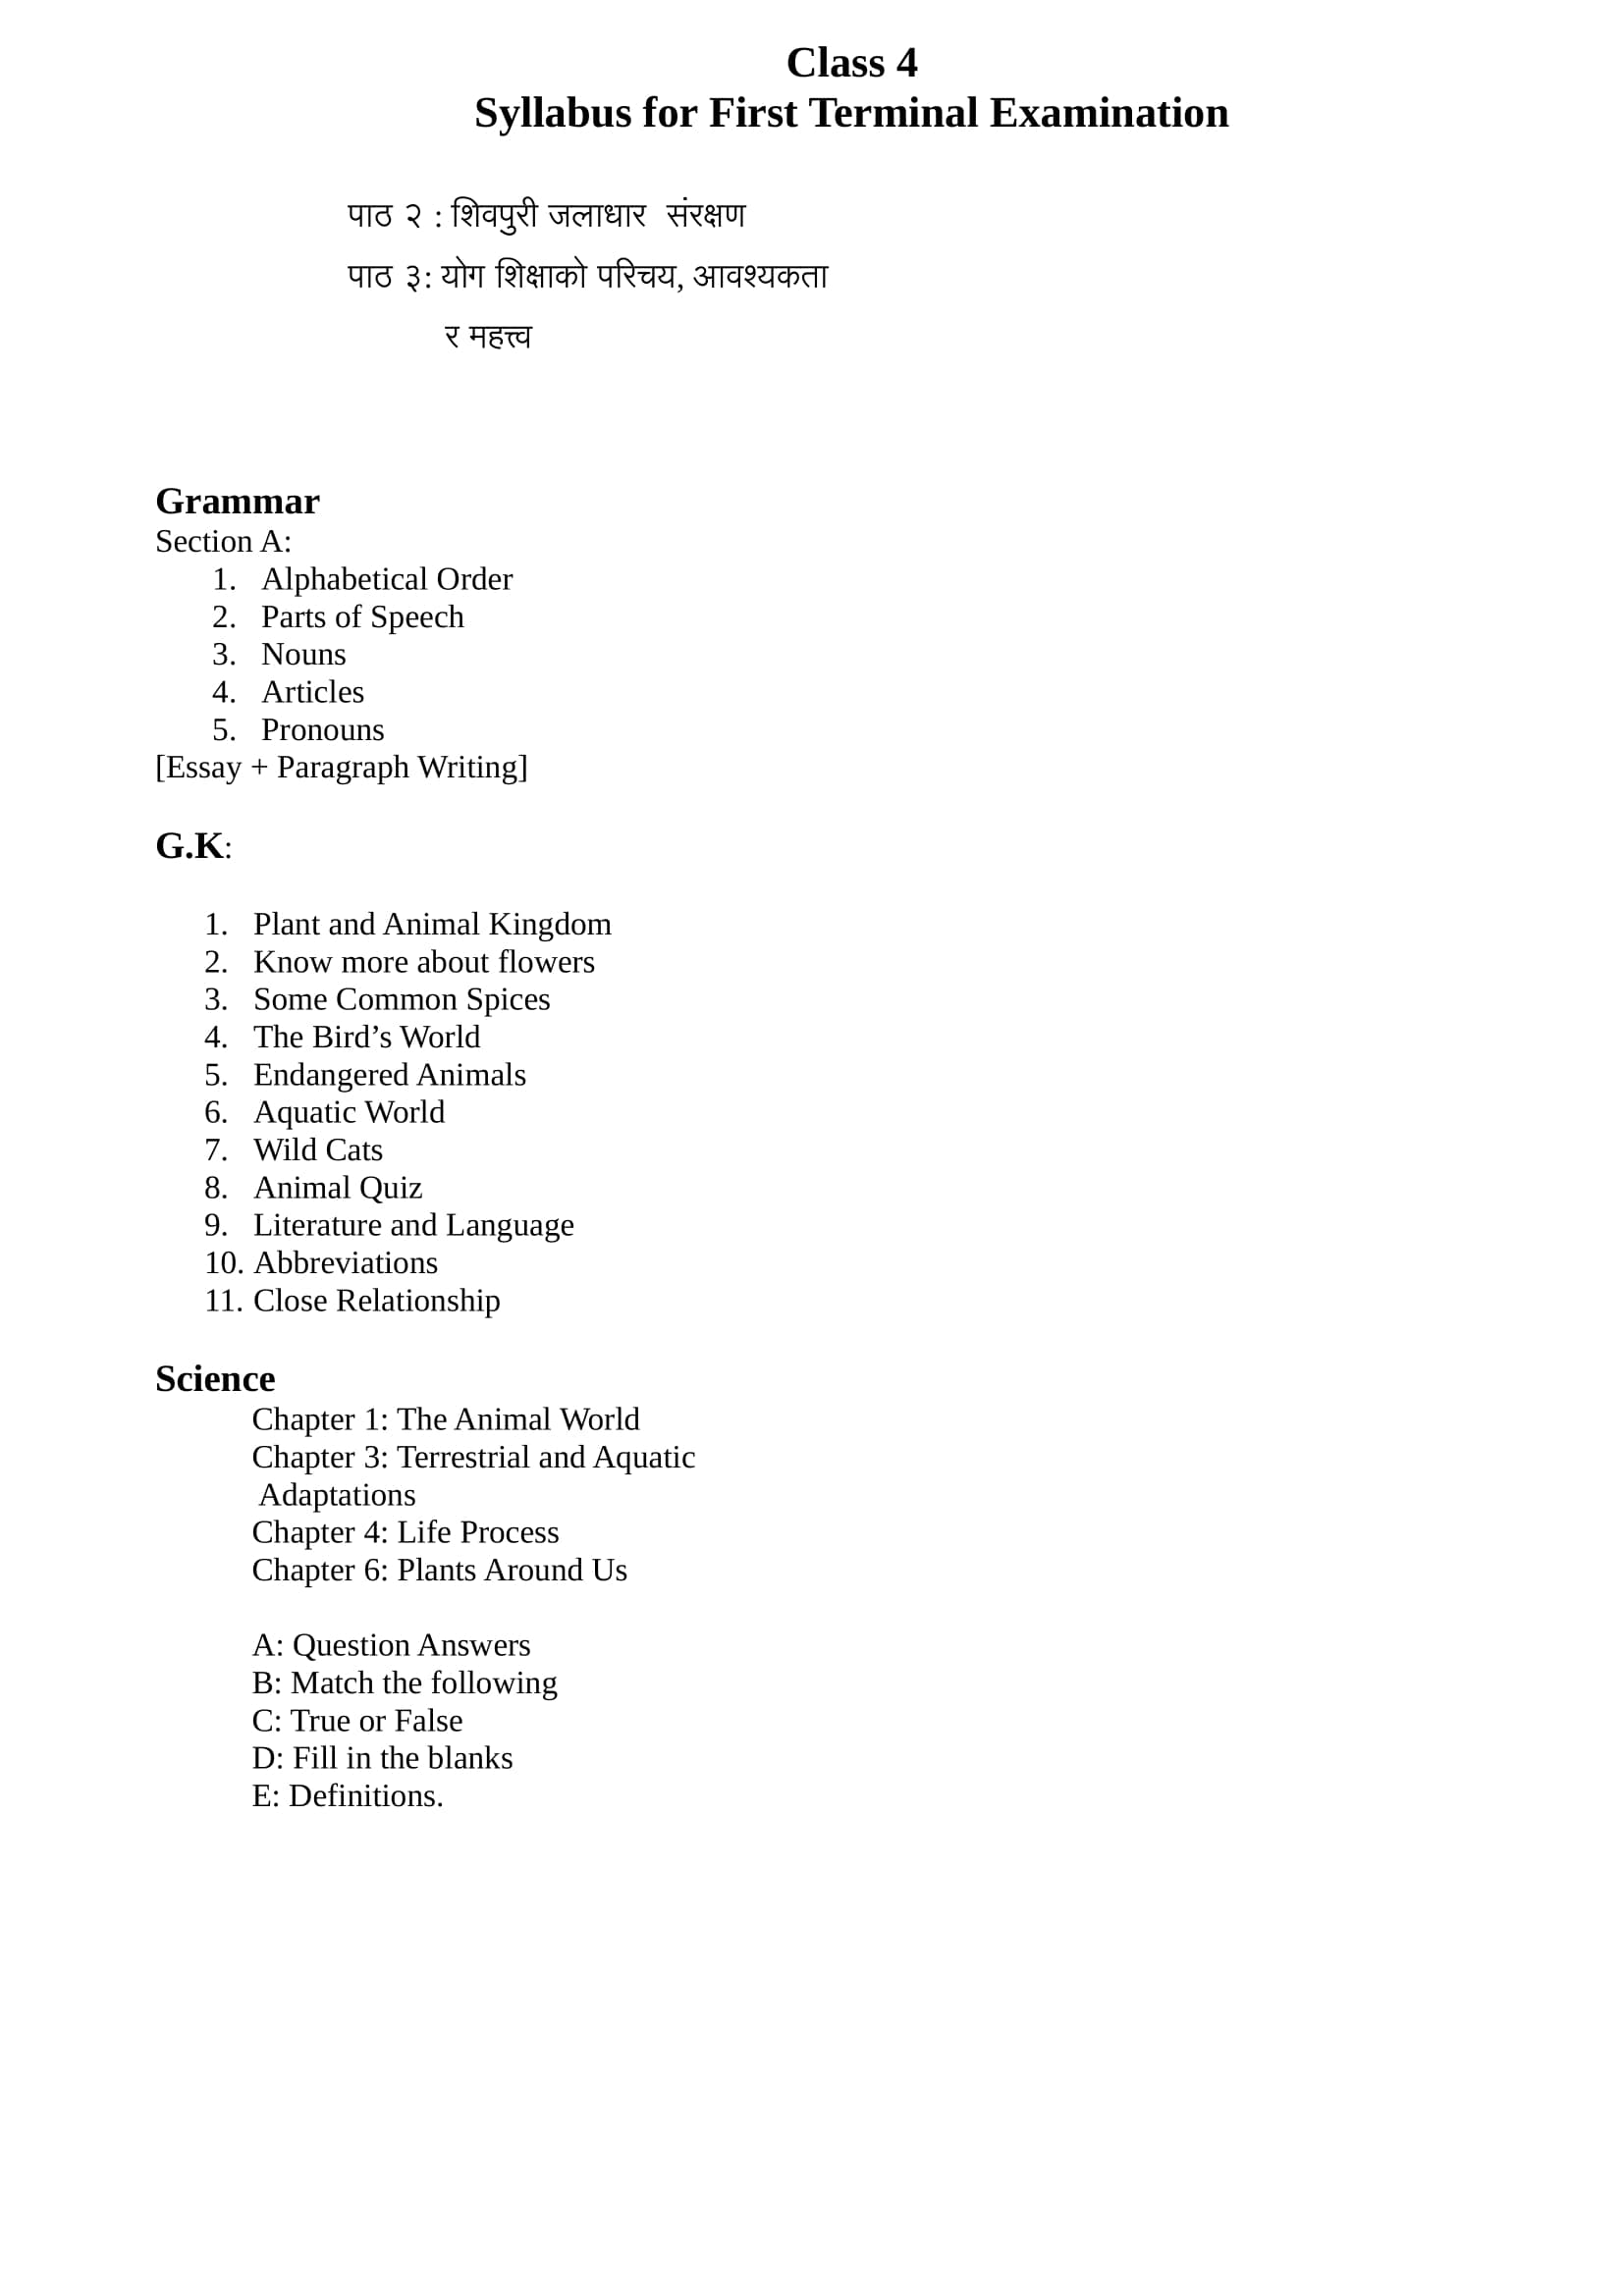 Class 4
Syllabus for First Terminal Examination
पाठ २ : शिवपुरी जलाधार  संरक्षण
पाठ ३: योग शिक्षाको परिचय, आवश्यकता
र महत्त्व
Grammar
Section A:
1. Alphabetical Order
2. Parts of Speech
3. Nouns
4. Articles
5. Pronouns
[Essay + Paragraph Writing]
G.K:
1. Plant and Animal Kingdom
2. Know more about flowers
3. Some Common Spices
4. The Bird’s World
5. Endangered Animals
6. Aquatic World
7. Wild Cats
8. Animal Quiz
9. Literature and Language
10. Abbreviations
11. Close Relationship
Science
Chapter 1: The Animal World
Chapter 3: Terrestrial and Aquatic
Adaptations
Chapter 4: Life Process
Chapter 6: Plants Around Us
A: Question Answers
B: Match the following
C: True or False
D: Fill in the blanks
E: Definitions.